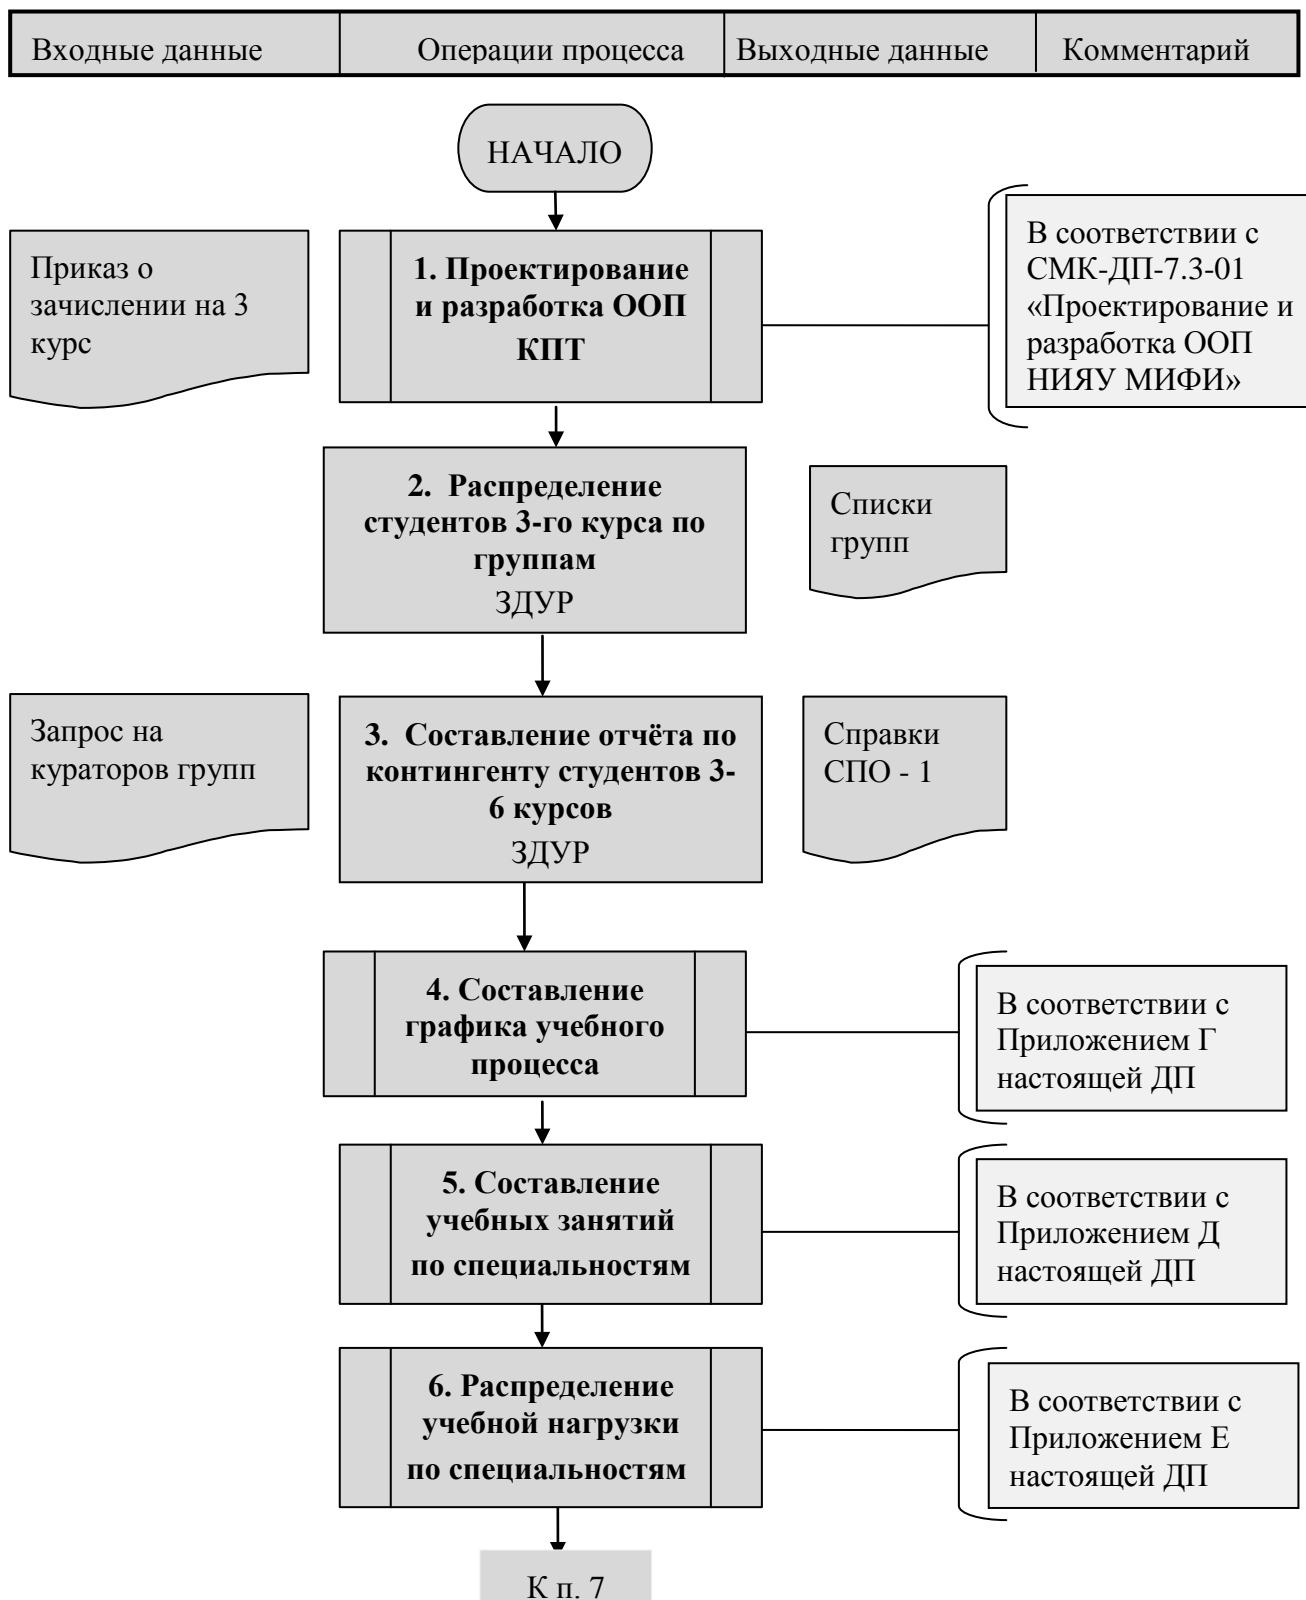 Входные данные
Операции процесса
Выходные данные
Комментарий
НАЧАЛО
Приказ о
зачислении на 3
курс
1. Проектирование
и разработка ООП
КПТ
В соответствии с
СМК-ДП-7.3-01
«Проектирование и
разработка ООП
НИЯУ МИФИ»
2. Распределение
студентов 3-го курса по
группам
ЗДУР
Списки
групп
Запрос на
кураторов групп
3. Составление отчёта по
контингенту студентов 3-
6 курсов
ЗДУР
Справки
СПО - 1
4. Составление
графика учебного
процесса
В соответствии с
Приложением Г
настоящей ДП
5. Составление
учебных занятий
по специальностям
В соответствии с
Приложением Д
настоящей ДП
6. Распределение
учебной нагрузки
по специальностям
В соответствии с
Приложением Е
настоящей ДП
К п. 7